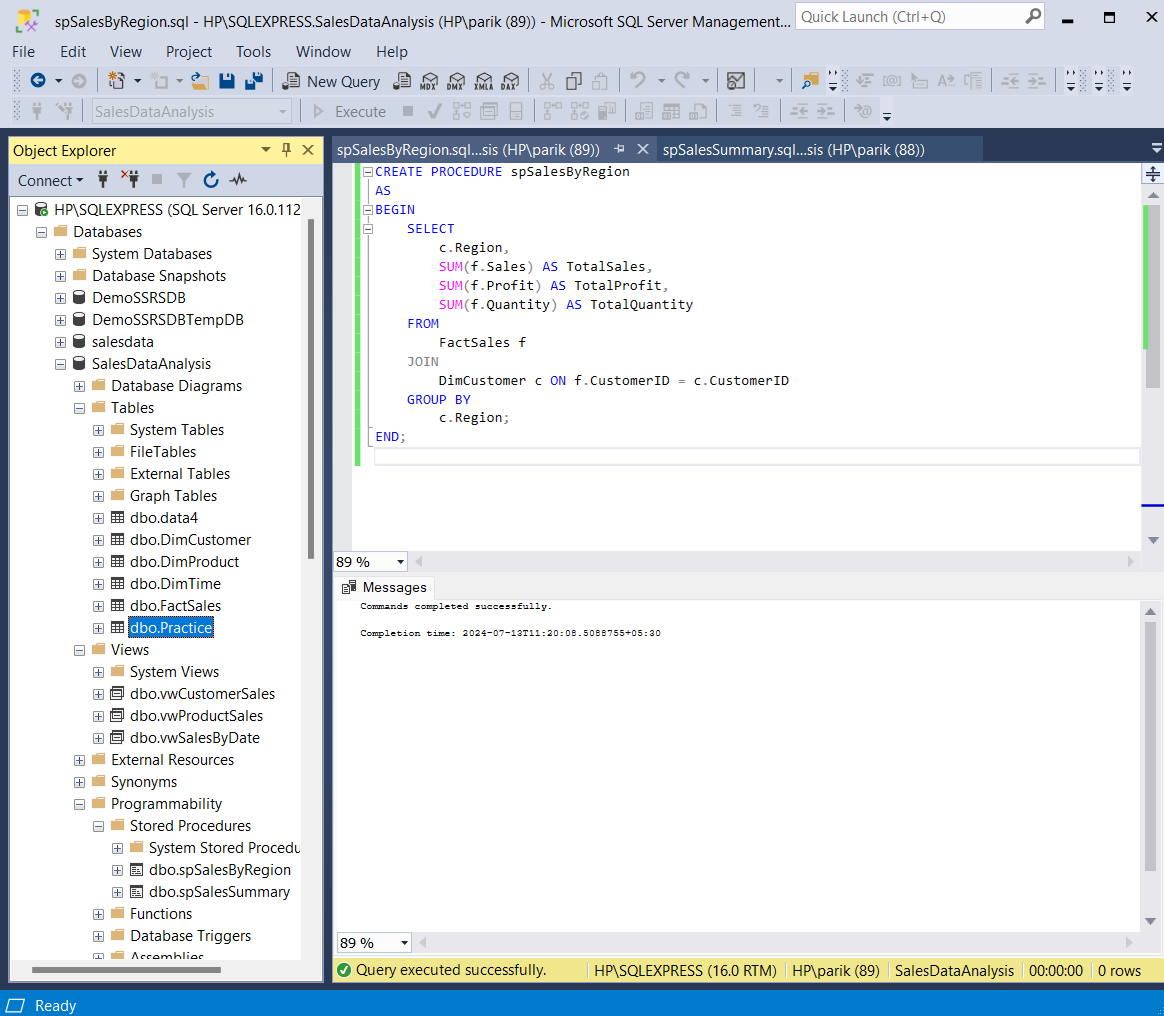 spSalesByRegion.sql - HP\SQLEXPRESS.SalesDataAnalysis (HP\parik (89)) - Microsoft SQL Server Management...
Quick Launch (Ctrl+Q)
File Edit View Project Tools Window Help
New Query MDX DMX XMLA DAX
SalesDataAnalysis Execute
Object Explorer
Connect
HP\SQLEXPRESS (SQL Server 16.0.112
Databases
System Databases
Database Snapshots
DemoSSRSDB
DemoSSRSDBTempDB
salesdata
SalesDataAnalysis
Database Diagrams
Tables
System Tables
FileTables
External Tables
Graph Tables
dbo.data4
dbo.DimCustomer
dbo.DimProduct
dbo.DimTime
dbo.FactSales
dbo.Practice
Views
System Views
dbo.vwCustomerSales
dbo.vwProductSales
dbo.vwSalesByDate
External Resources
Synonyms
Programmability
Stored Procedures
System Stored Procedu
dbo.spSalesByRegion
dbo.spSalesSummary
Functions
Database Triggers
Assemblies
spSalesByRegion.sql...sis (HP\parik (89)) spSalesSummary.sql...sis (HP\parik (88))
CREATE PROCEDURE spSalesByRegion
AS
BEGIN
SELECT
c.Region,
SUM(f.Sales) AS TotalSales,
SUM(f.Profit) AS TotalProfit,
SUM(f.Quantity) AS TotalQuantity
FROM
FactSales f
JOIN
DimCustomer c ON f.CustomerID = c.CustomerID
GROUP BY
c.Region;
END;
89 %
Messages
Commands completed successfully.
Completion time: 2024-07-13T11:20:08.5088755+05:30
89 %
Query executed successfully. HP\SQLEXPRESS (16.0 RTM) HP\parik (89) SalesDataAnalysis 00:00:00 0 rows
Ready